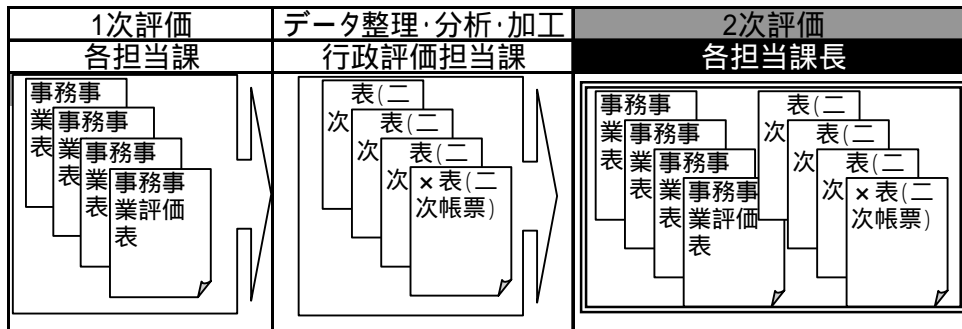 1次評価
データ整理・分析・加工
2次評価
各担当課
行政評価担当課
各担当課長
事務事
業
表
事務事
業
表
事務事
業
表
事務事
業評価
表
表(二
次
表(二
次
表(二
次
×表(二
次帳票)
事務事
業
表
事務事
業
表
事務事
業
表
事務事
業評価
表
表(二
次
表(二
次
表(二
次
×表(二
次帳票)